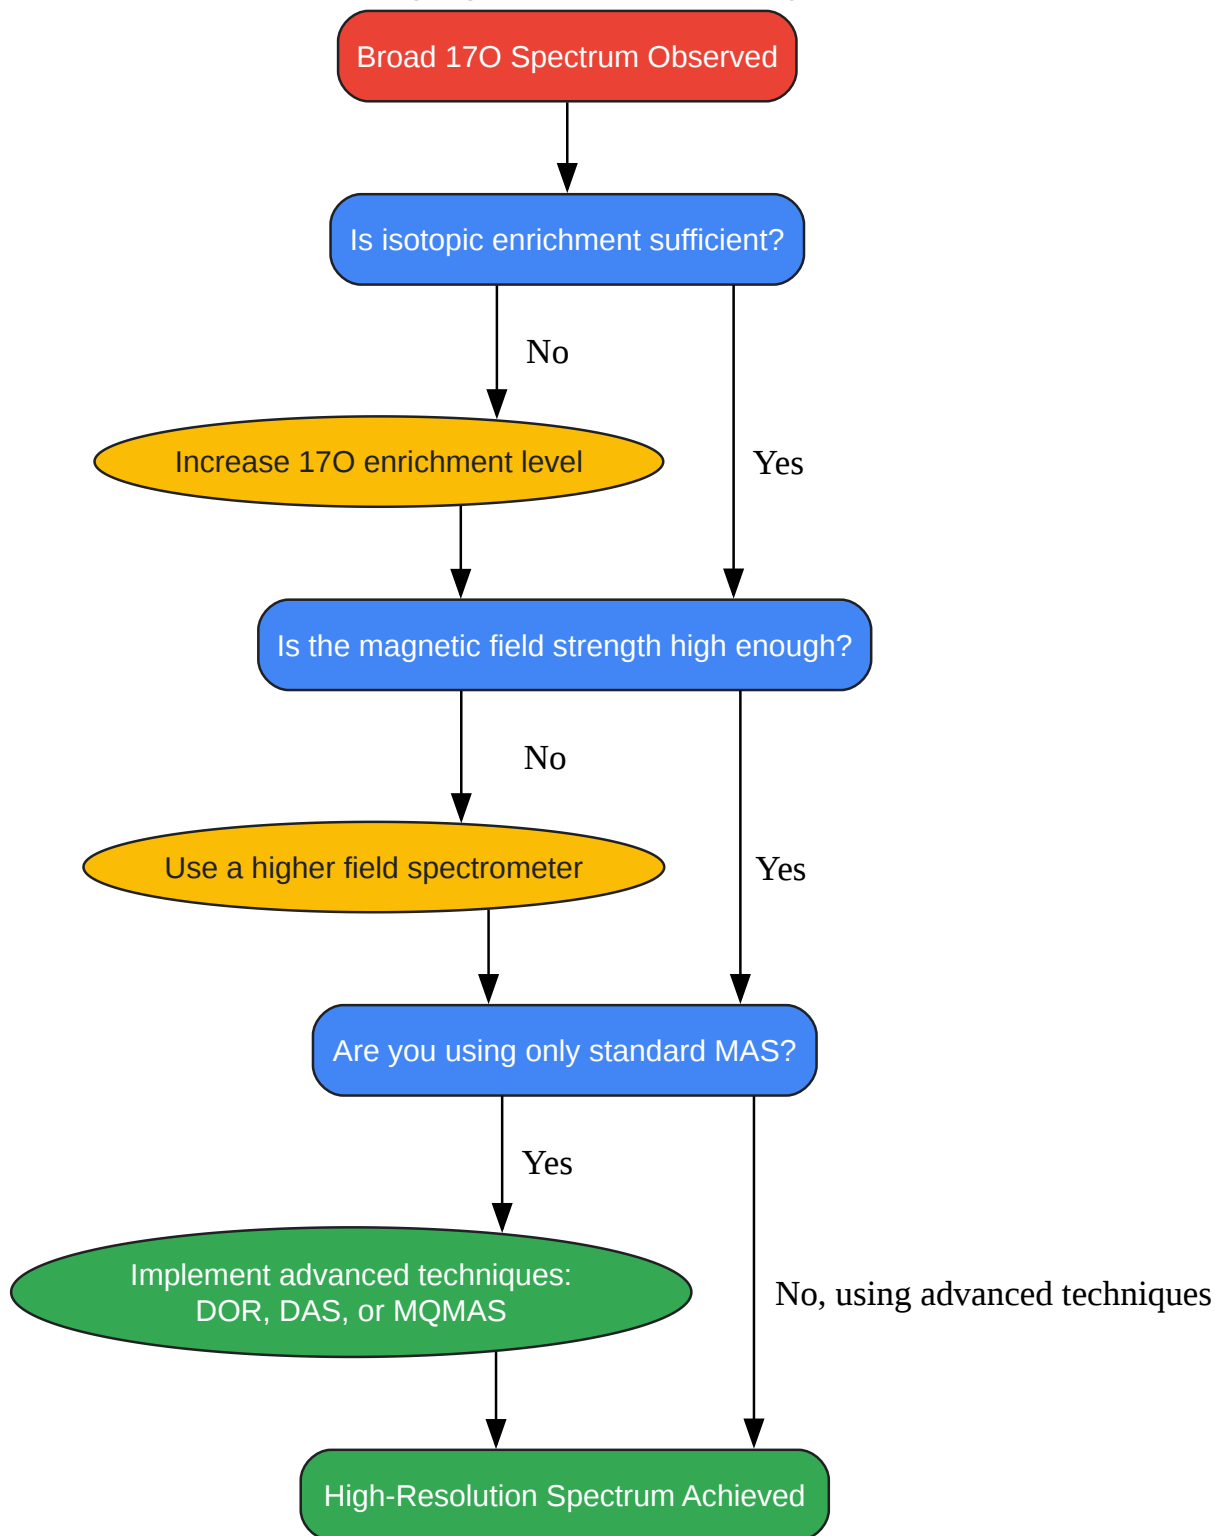 Broad 17O Spectrum Observed
Is isotopic enrichment sufficient?
No
Increase 17O enrichment level
Yes
Is the magnetic field strength high enough?
No
Use a higher field spectrometer
Yes
Are you using only standard MAS?
Yes
Implement advanced techniques:
DOR, DAS, or MQMAS
No, using advanced techniques
High-Resolution Spectrum Achieved